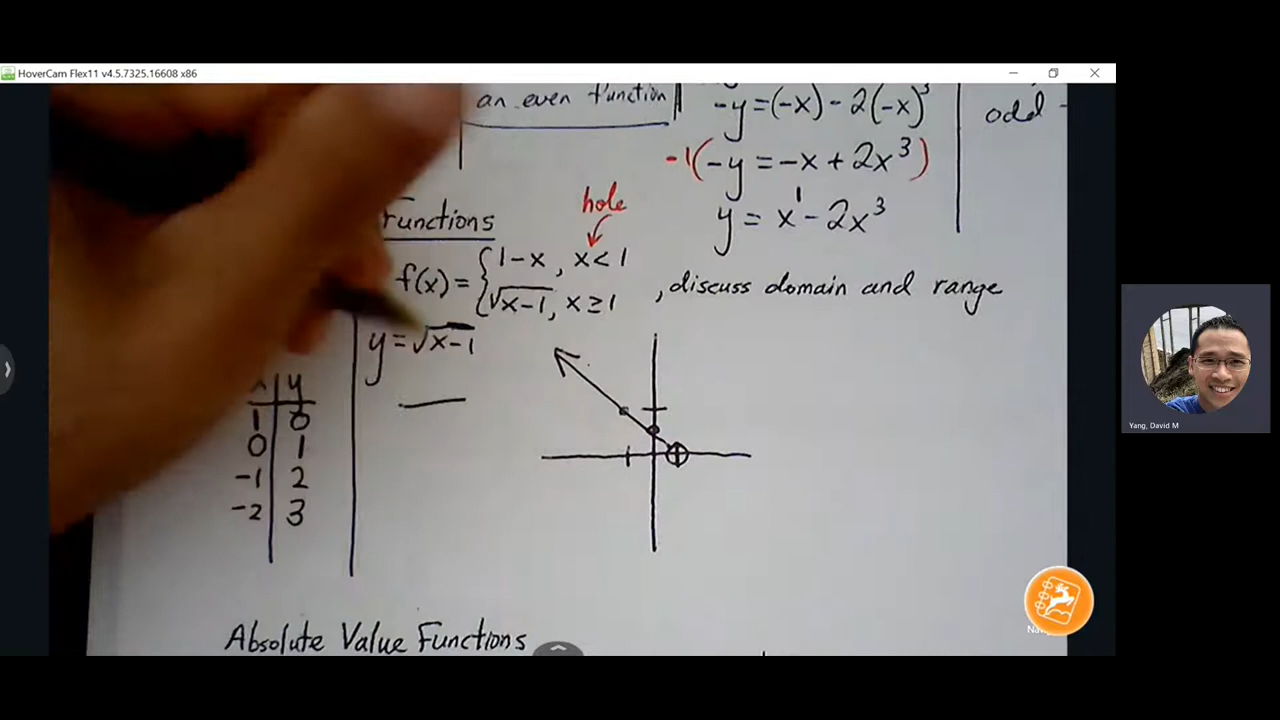 HoverCam Flex11 v4.5.7325.16608 x86
an even function
-y = (-x) - 2(-x)³
odd
-1(-y = -x + 2x³)
y = x¹ - 2x³
hole
Functions
f(x) = { 1-x, x < 1
√x-1, x ≥ 1
, discuss domain and range
y = √x-1
x y
1 0
0 1
-1 2
-2 3
Absolute Value Functions
Yang, David M